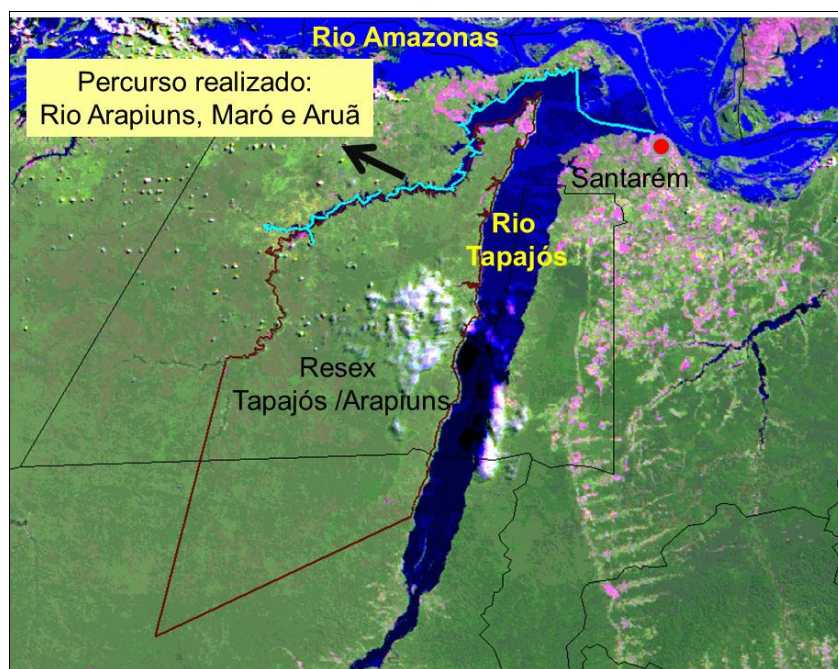 Rio Amazonas
Percurso realizado:
Rio Arapiuns, Maró e Aruã
Santarém
Rio
Tapajós
Resex
Tapajós /Arapiuns